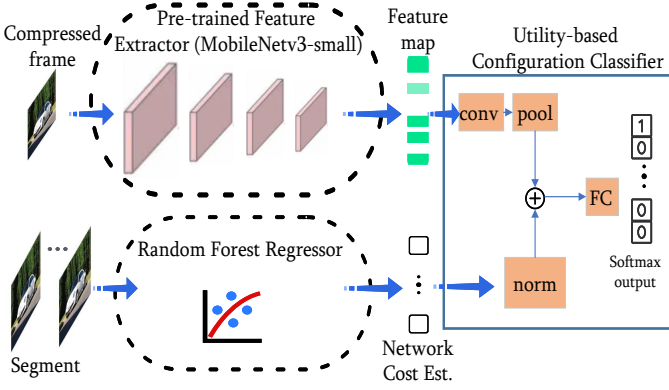 Compressed
frame
Pre-trained Feature
Extractor (MobileNetv3-small)
Feature
map
Utility-based
Configuration Classifier
conv
pool
1
0
0
0
FC
Softmax
output
Random Forest Regressor
norm
Segment
Network
Cost Est.